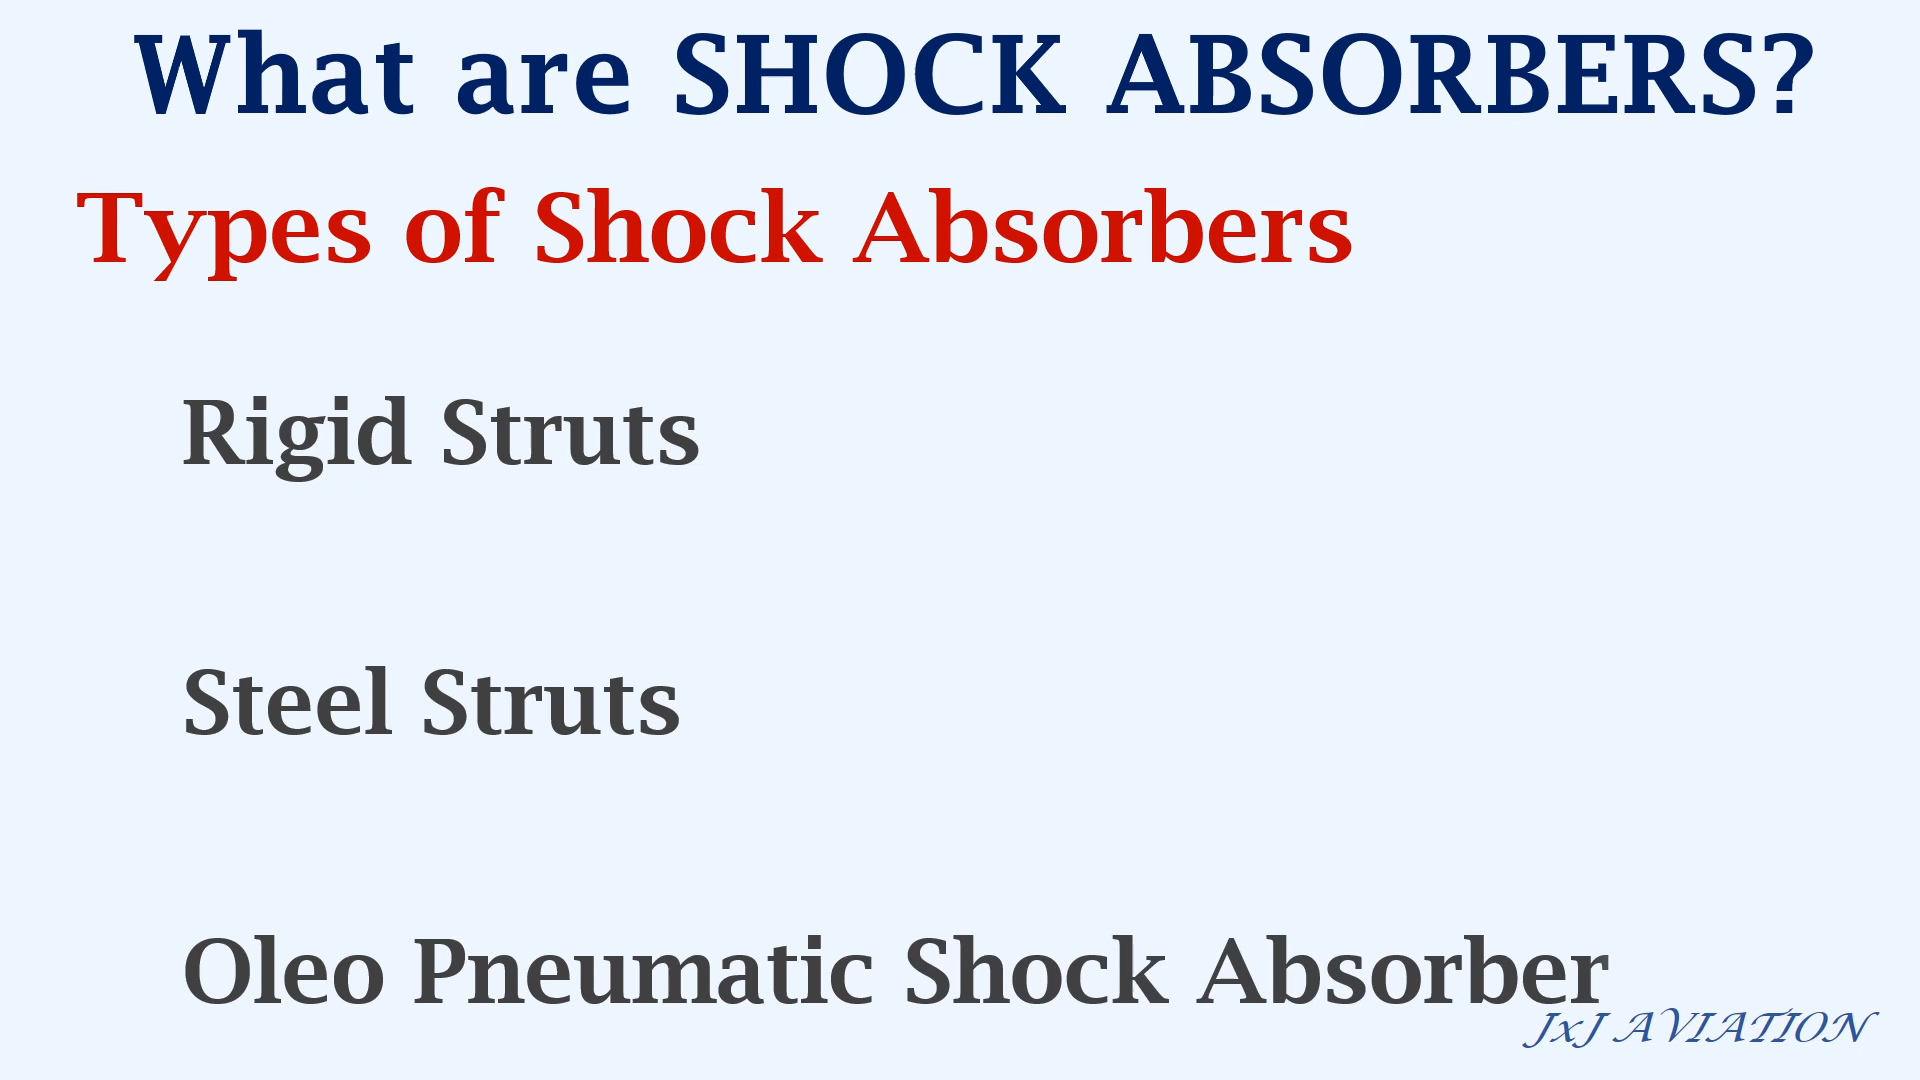 What are SHOCK ABSORBERS?
Types of Shock Absorbers
Rigid Struts
Steel Struts
Oleo Pneumatic Shock Absorber
JxJ AVIATION